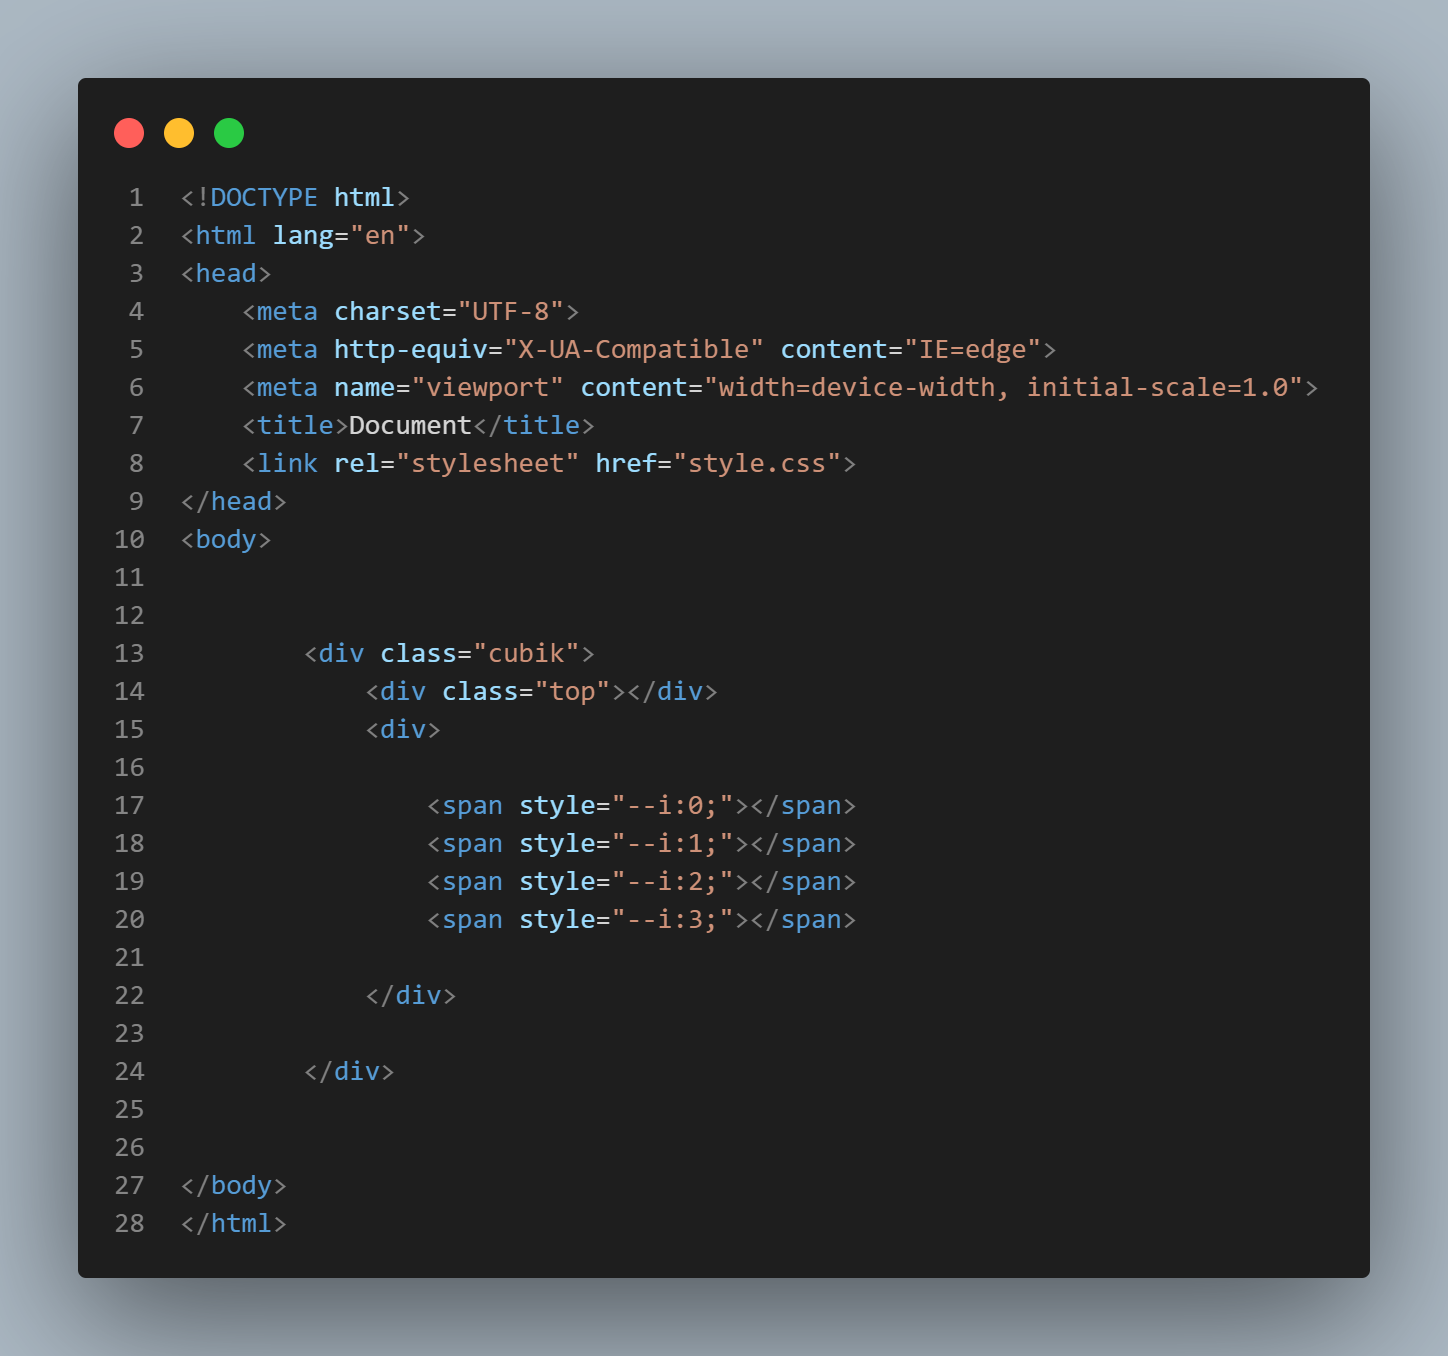 1 <!DOCTYPE html>
2 <html lang="en">
3 <head>
4     <meta charset="UTF-8">
5     <meta http-equiv="X-UA-Compatible" content="IE=edge">
6     <meta name="viewport" content="width=device-width, initial-scale=1.0">
7     <title>Document</title>
8     <link rel="stylesheet" href="style.css">
9 </head>
10 <body>
11
12
13         <div class="cubik">
14             <div class="top"></div>
15             <div>
16
17                 <span style="--i:0;"></span>
18                 <span style="--i:1;"></span>
19                 <span style="--i:2;"></span>
20                 <span style="--i:3;"></span>
21
22             </div>
23
24         </div>
25
26
27 </body>
28 </html>